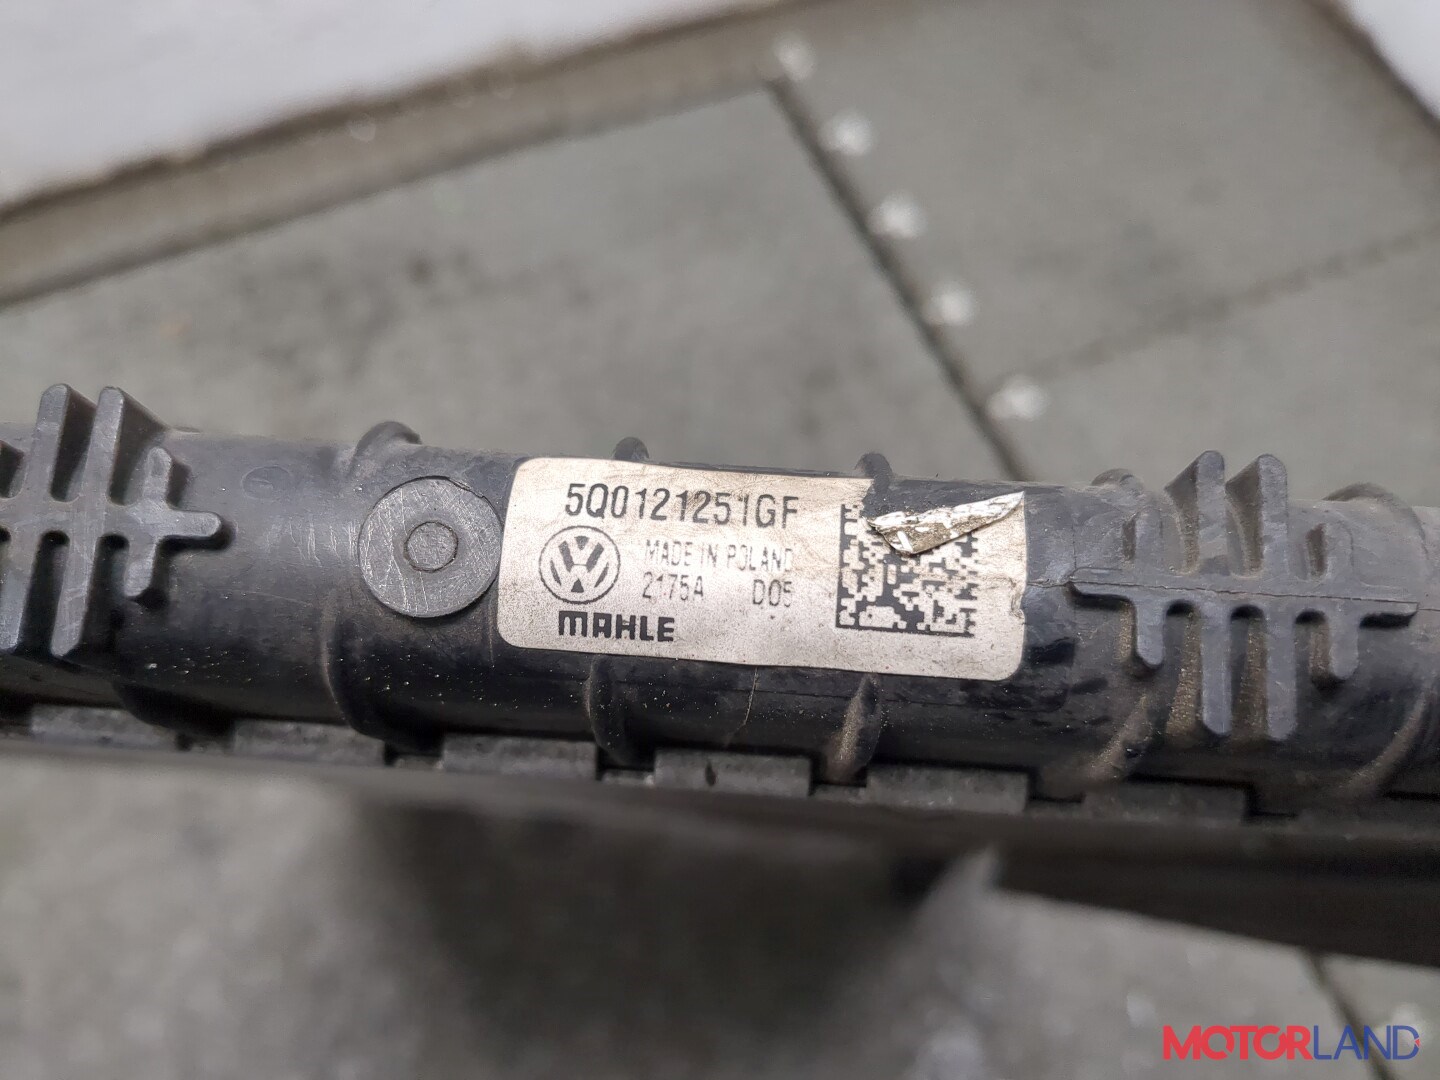 5Q0121251GF
MADE IN POLAND
2175A D05
MAHLE
MOTORLAND